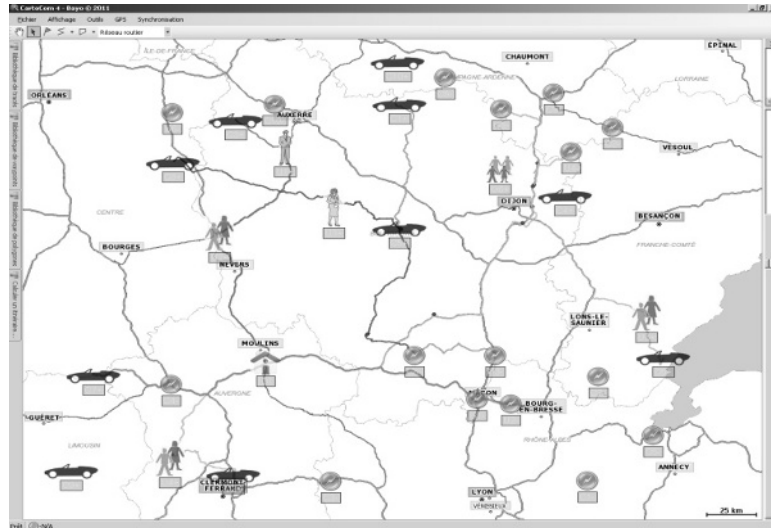 CarteCom 4 - Bayo © 2011
Fichier Affichage Outils GPS Synchronisation
Réseau routier
ÎLE-DE-FRANCE
CHAUMONT
ÉPINAL
LORRAINE
ORLÉANS
AUXERRE
VESOUL
DIJON
CENTRE
BESANÇON
BOURGES
FRANCHE-COMTÉ
NEVERS
LONS-LE-
SAUNIER
MOULINS
AUVERGNE
BOURG-
EN-BRESSE
GUÉRET
LIMOUSIN
RHÔNE-ALPES
ANNECY
CLERMONT-
FERRAND
LYON
VÉNISSIEUX
25 km